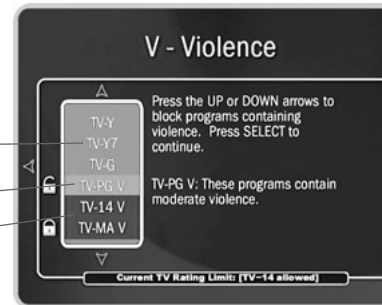 V - Violence
TV-Y
TV-Y7
TV-G
TV-PG V
TV-14 V
TV-MA V
Press the UP or DOWN arrows to
block programs containing
violence. Press SELECT to
continue.
TV-PG V: These programs contain
moderate violence.
Current TV Rating Limit: [TV-14 allowed]